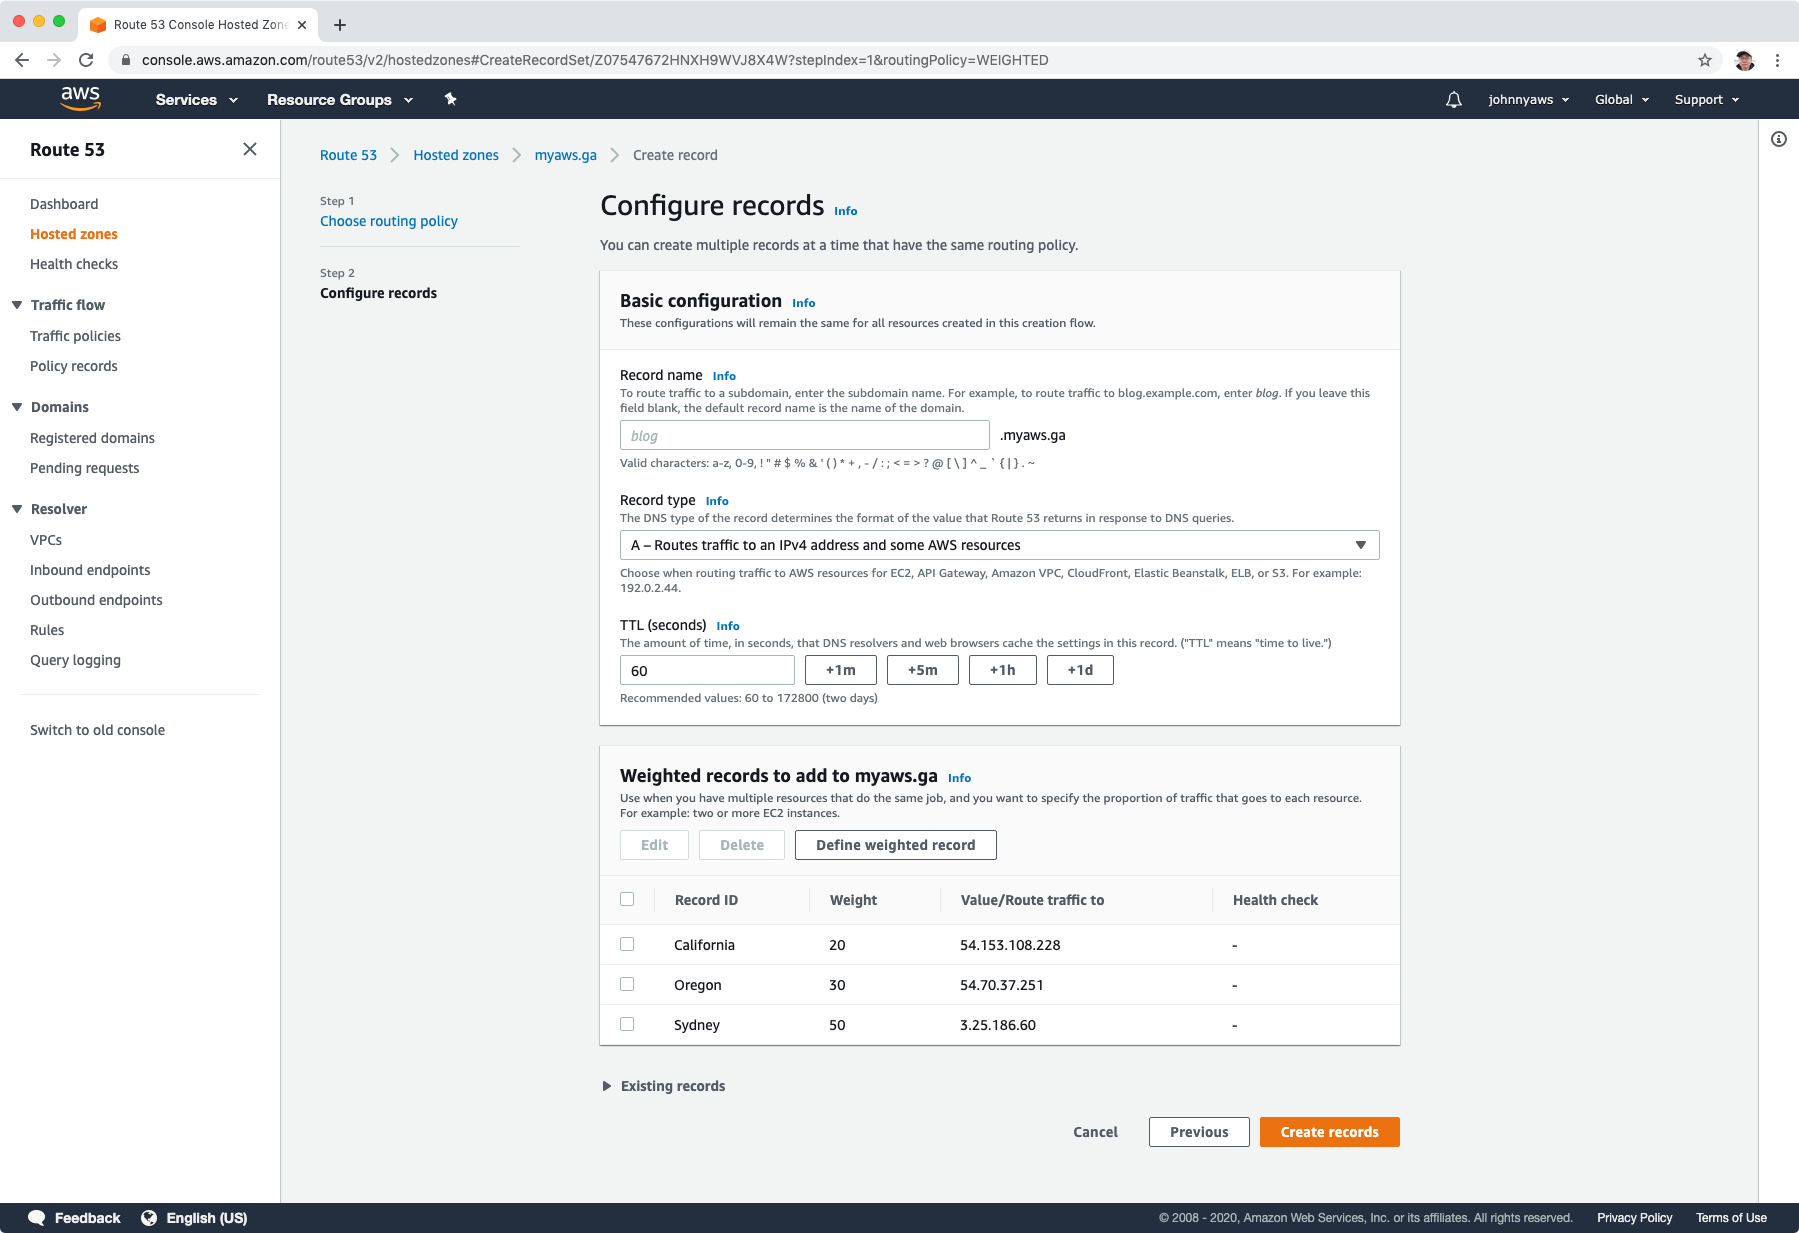 Route 53 Console Hosted Zone
console.aws.amazon.com/route53/v2/hostedzones#CreateRecordSet/Z07547672HNXH9WVJ8X4W?stepIndex=1&routingPolicy=WEIGHTED
aws Services Resource Groups johnnyaws Global Support
Route 53
Dashboard
Hosted zones
Health checks
Traffic flow
Traffic policies
Policy records
Domains
Registered domains
Pending requests
Resolver
VPCs
Inbound endpoints
Outbound endpoints
Rules
Query logging
Switch to old console
Route 53 > Hosted zones > myaws.ga > Create record
Step 1
Choose routing policy
Step 2
Configure records
Configure records Info
You can create multiple records at a time that have the same routing policy.
Basic configuration Info
These configurations will remain the same for all resources created in this creation flow.
Record name Info
To route traffic to a subdomain, enter the subdomain name. For example, to route traffic to blog.example.com, enter blog. If you leave this
field blank, the default record name is the name of the domain.
blog .myaws.ga
Valid characters: a-z, 0-9, ! " # $ % & ' ( ) * + , - / : ; < = > ? @ [ \ ] ^ _ ` { | } . ~
Record type Info
The DNS type of the record determines the format of the value that Route 53 returns in response to DNS queries.
A – Routes traffic to an IPv4 address and some AWS resources
Choose when routing traffic to AWS resources for EC2, API Gateway, Amazon VPC, CloudFront, Elastic Beanstalk, ELB, or S3. For example:
192.0.2.44.
TTL (seconds) Info
The amount of time, in seconds, that DNS resolvers and web browsers cache the settings in this record. ("TTL" means "time to live.")
60 +1m +5m +1h +1d
Recommended values: 60 to 172800 (two days)
Weighted records to add to myaws.ga Info
Use when you have multiple resources that do the same job, and you want to specify the proportion of traffic that goes to each resource.
For example: two or more EC2 instances.
Edit Delete Define weighted record
Record ID Weight Value/Route traffic to Health check
California 20 54.153.108.228 -
Oregon 30 54.70.37.251 -
Sydney 50 3.25.186.60 -
Existing records
Cancel Previous Create records
Feedback English (US) © 2008 - 2020, Amazon Web Services, Inc. or its affiliates. All rights reserved. Privacy Policy Terms of Use